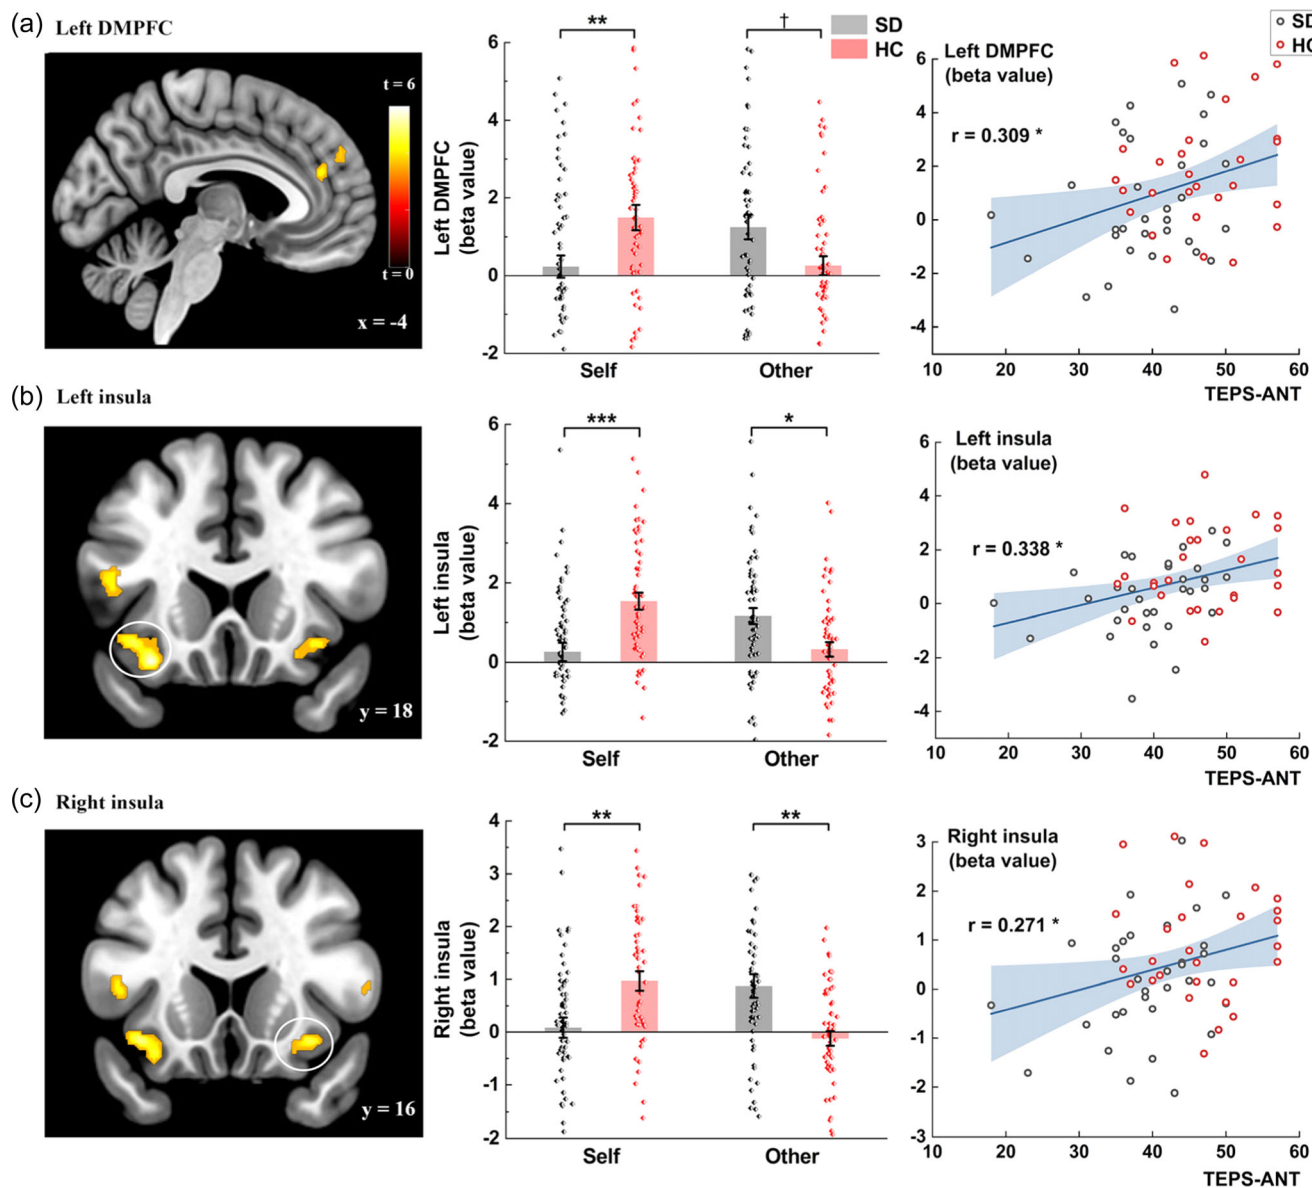 (a) Left DMPFC
t = 6
t = 0
x = -4
**
†
SD
HC
6
4
2
0
-2
Left DMPFC
(beta value)
Self
Other
SD
HC
Left DMPFC
(beta value)
r = 0.309 *
6
4
2
0
-2
-4
10 20 30 40 50 60
TEPS-ANT
(b) Left insula
y = 18
***
*
6
4
2
0
-2
Left insula
(beta value)
Self
Other
Left insula
(beta value)
r = 0.338 *
6
4
2
0
-2
-4
10 20 30 40 50 60
TEPS-ANT
(c) Right insula
y = 16
**
**
4
3
2
1
0
-1
-2
Right insula
(beta value)
Self
Other
Right insula
(beta value)
r = 0.271 *
3
2
1
0
-1
-2
-3
10 20 30 40 50 60
TEPS-ANT